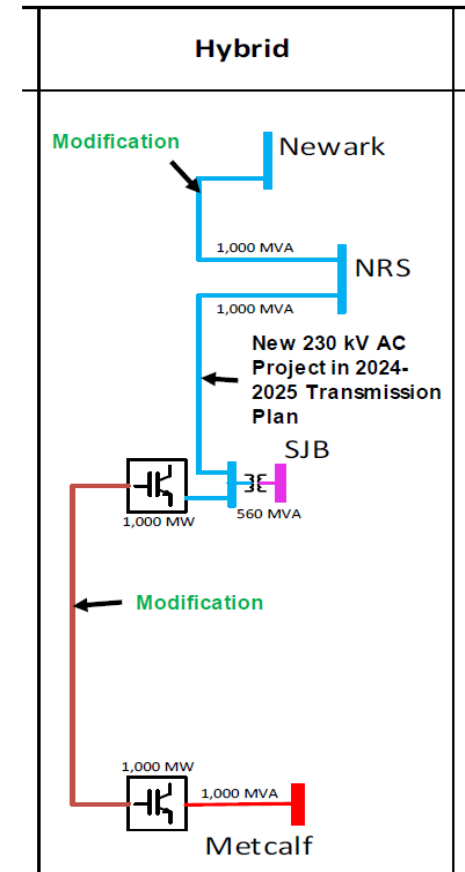 Hybrid
Modification
Newark
1,000 MVA
NRS
1,000 MVA
New 230 kV AC
Project in 2024-
2025 Transmission
Plan
SJB
1,000 MW
560 MVA
Modification
1,000 MW
1,000 MVA
Metcalf